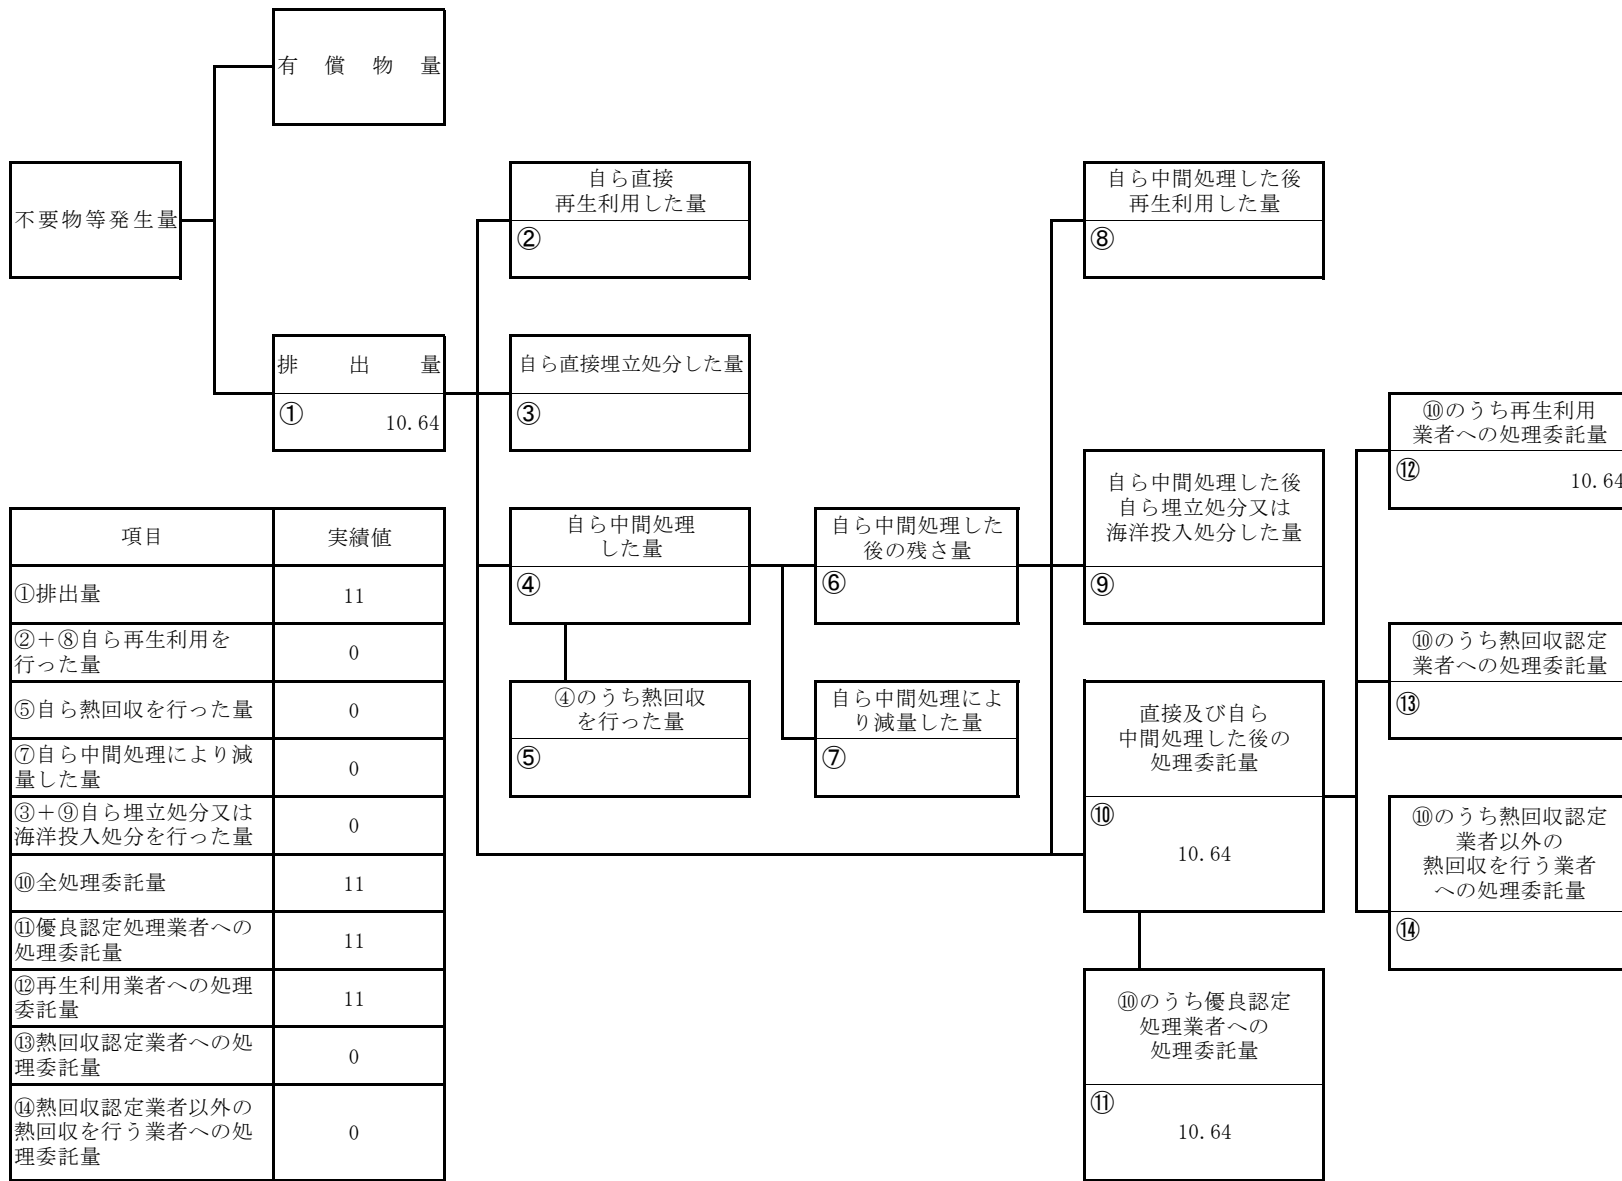 有償物量
不要物等発生量
自ら直接
再生利用した量
②
自ら中間処理した後
再生利用した量
⑧
排出量
①
10.64
自ら直接埋立処分した量
③
⑩のうち再生利用
業者への処理委託量
⑫
10.64
自ら中間処理
した量
④
自ら中間処理した
後の残さ量
⑥
自ら中間処理した後
自ら埋立処分又は
海洋投入処分した量
⑨
⑩のうち熱回収認定
業者への処理委託量
⑬
④のうち熱回収
を行った量
⑤
自ら中間処理によ
り減量した量
⑦
直接及び自ら
中間処理した後の
処理委託量
⑩
10.64
⑩のうち熱回収認定
業者以外の
熱回収を行う業者
への処理委託量
⑭
⑩のうち優良認定
処理業者への
処理委託量
⑪
10.64
項目 実績値
①排出量 11
②＋⑧自ら再生利用を
行った量 0
⑤自ら熱回収を行った量 0
⑦自ら中間処理により減
量した量 0
③＋⑨自ら埋立処分又は
海洋投入処分を行った量 0
⑩全処理委託量 11
⑪優良認定処理業者への
処理委託量 11
⑫再生利用業者への処理
委託量 11
⑬熱回収認定業者への処
理委託量 0
⑭熱回収認定業者以外の
熱回収を行う業者への処
理委託量 0